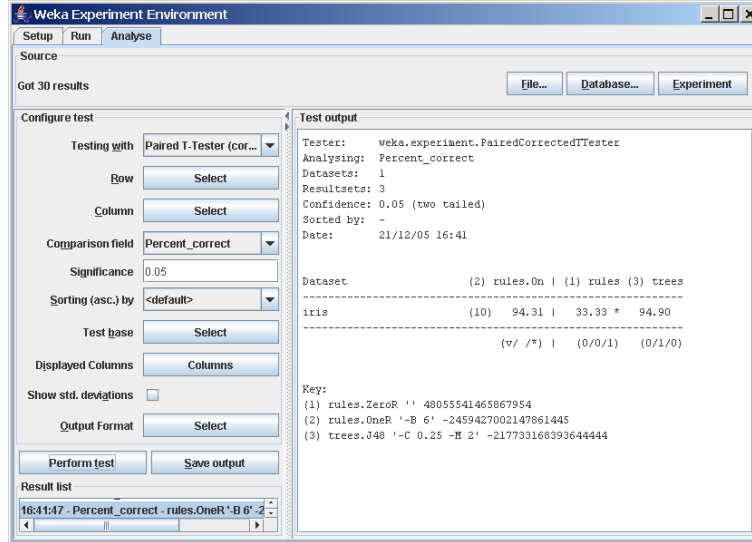 Weka Experiment Environment
Setup Run Analyse
Source
Got 30 results
File... Database... Experiment
Configure test
Testing with Paired T-Tester (cor...
Row Select
Column Select
Comparison field Percent_correct
Significance 0.05
Sorting (asc.) by <default>
Test base Select
Displayed Columns Columns
Show std. deviations
Output Format Select
Perform test Save output
Result list
16:41:47 - Percent_correct - rules.OneR '-B 6' -2
Test output
Tester: weka.experiment.PairedCorrectedTTester
Analysing: Percent_correct
Datasets: 1
Resultsets: 3
Confidence: 0.05 (two tailed)
Sorted by: -
Date: 21/12/05 16:41
Dataset (2) rules.On | (1) rules (3) trees
--------------------------------------------------------------
iris (10) 94.31 | 33.33 * 94.90
--------------------------------------------------------------
(v/ /*) | (0/0/1) (0/1/0)
Key:
(1) rules.ZeroR '' 48055541465867954
(2) rules.OneR '-B 6' -2459427002147861445
(3) trees.J48 '-C 0.25 -M 2' -217733168393644444